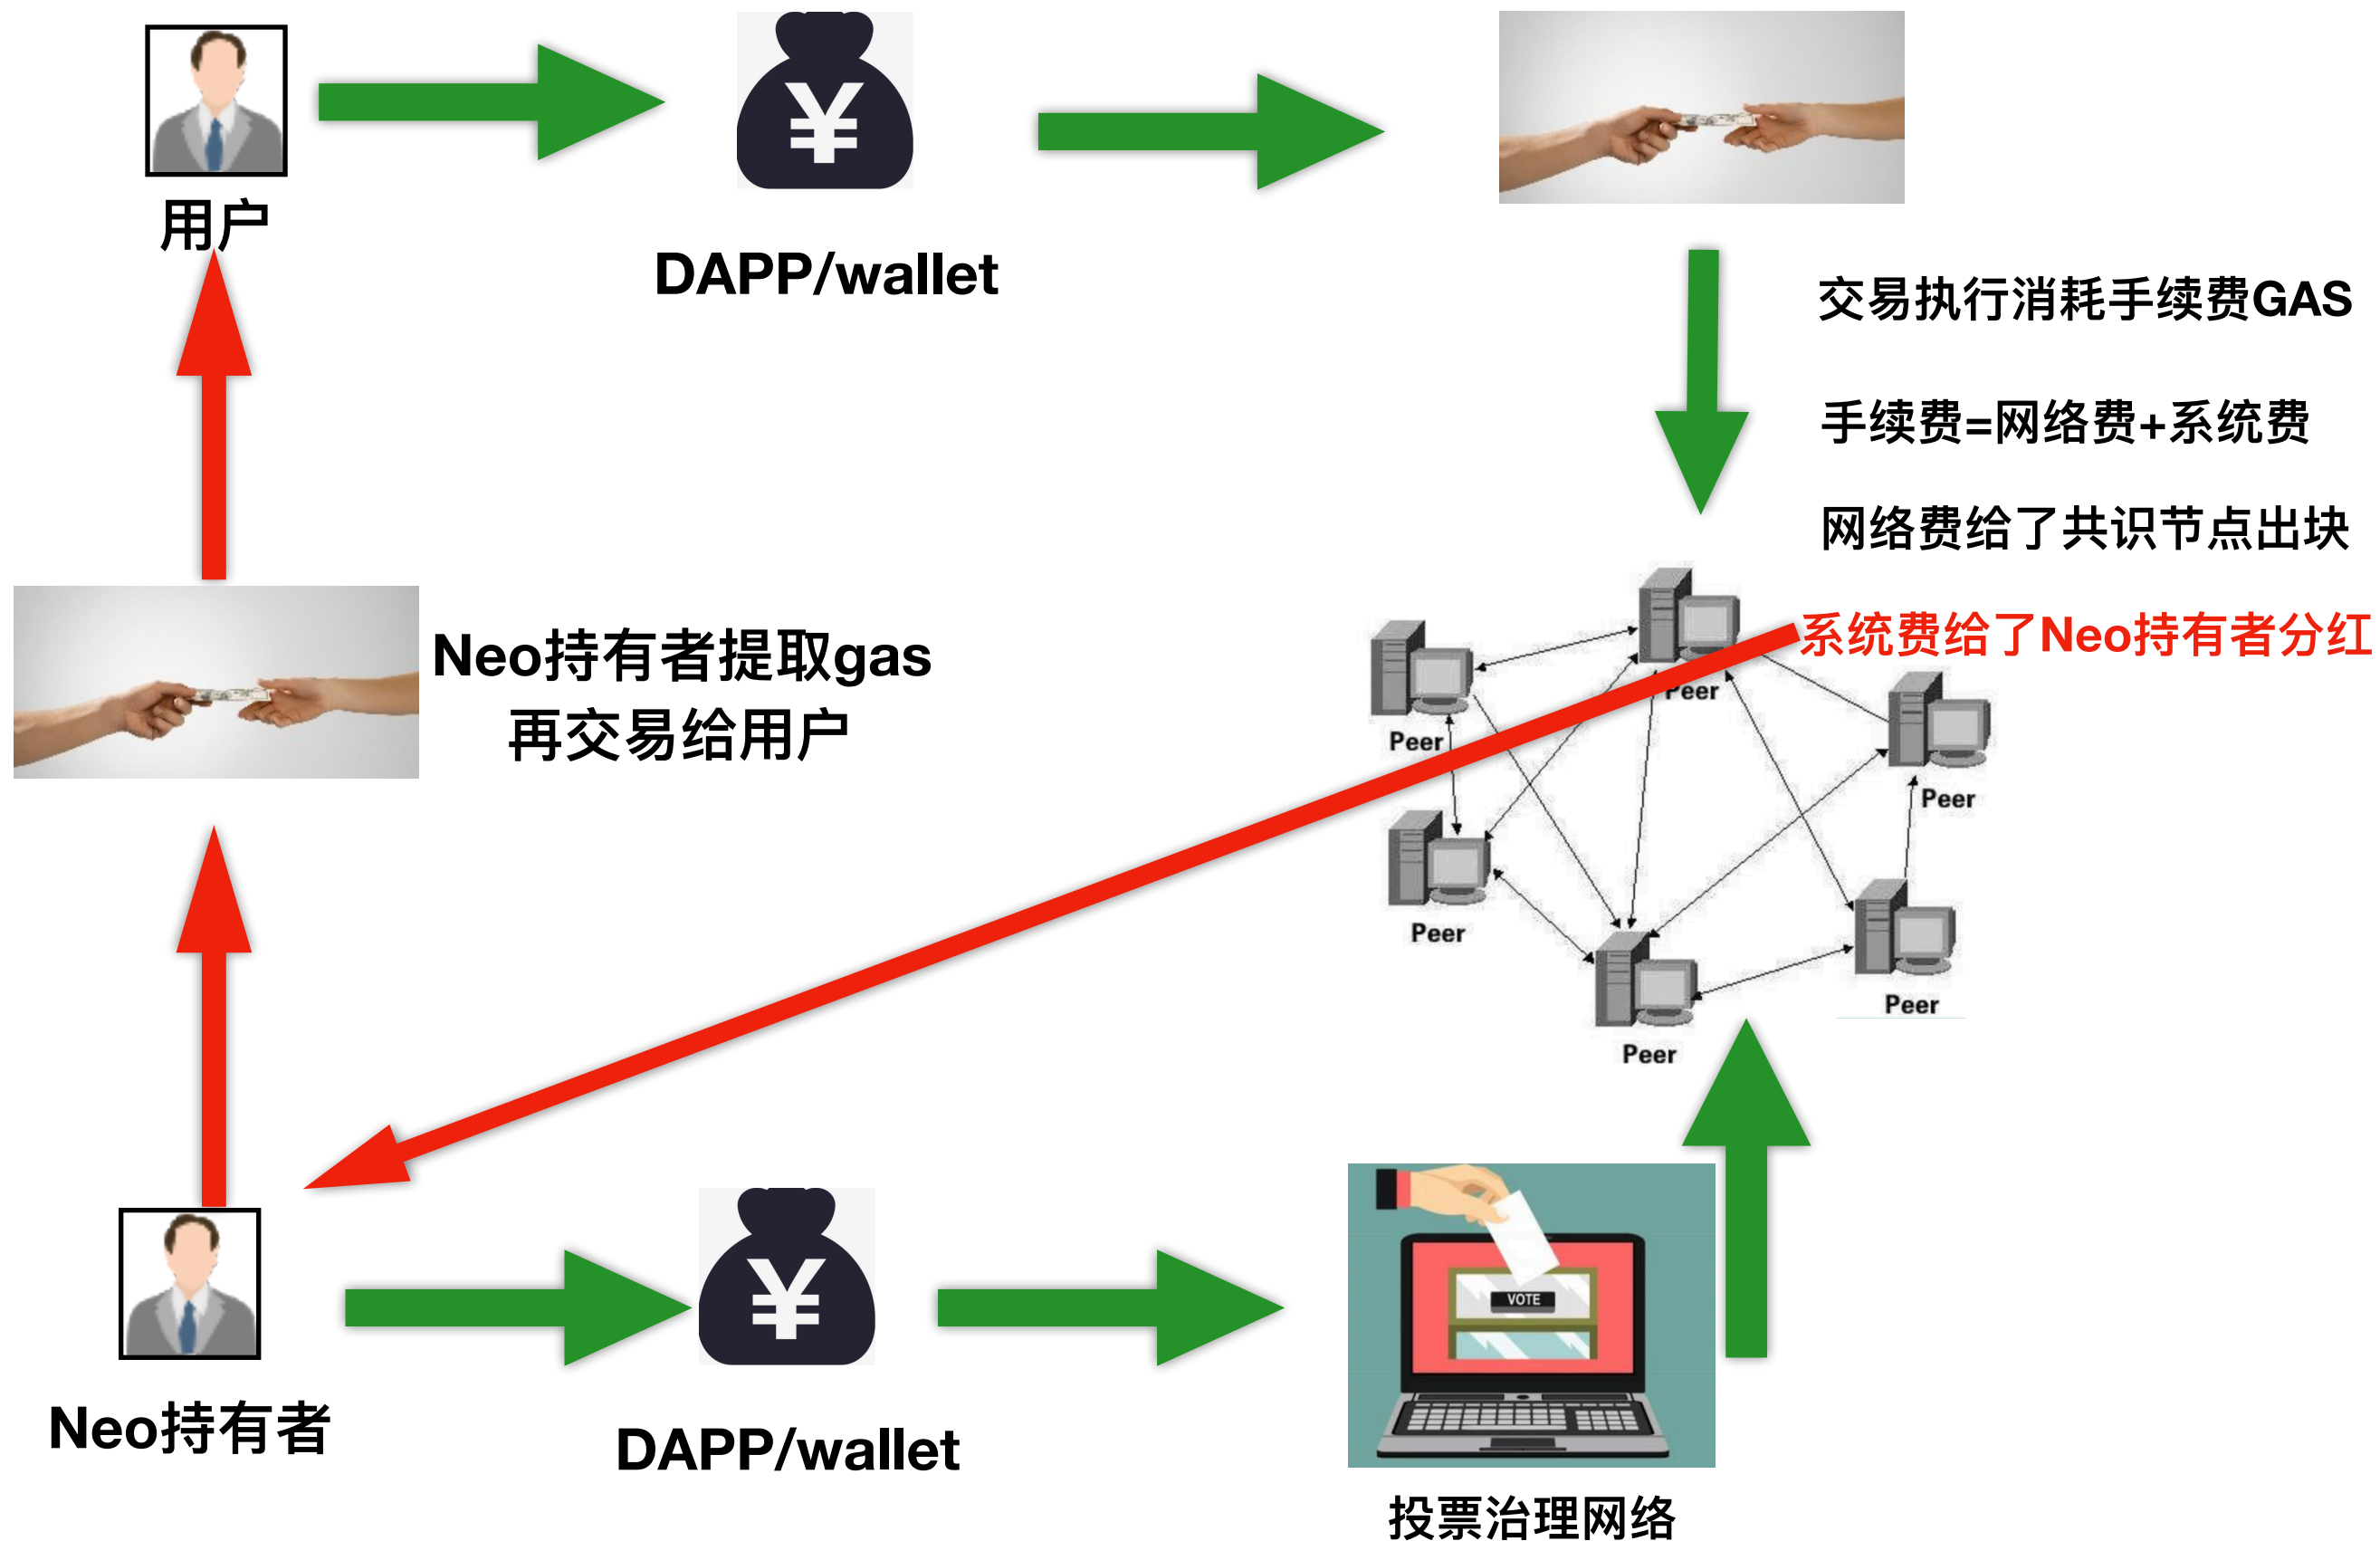 用户
DAPP/wallet
交易执行消耗手续费GAS
手续费=网络费+系统费
网络费给了共识节点出块
系统费给了Neo持有者分红
Neo持有者提取gas
再交易给用户
Peer
Peer
Peer
Peer
Peer
Peer
VOTE
Neo持有者
DAPP/wallet
投票治理网络